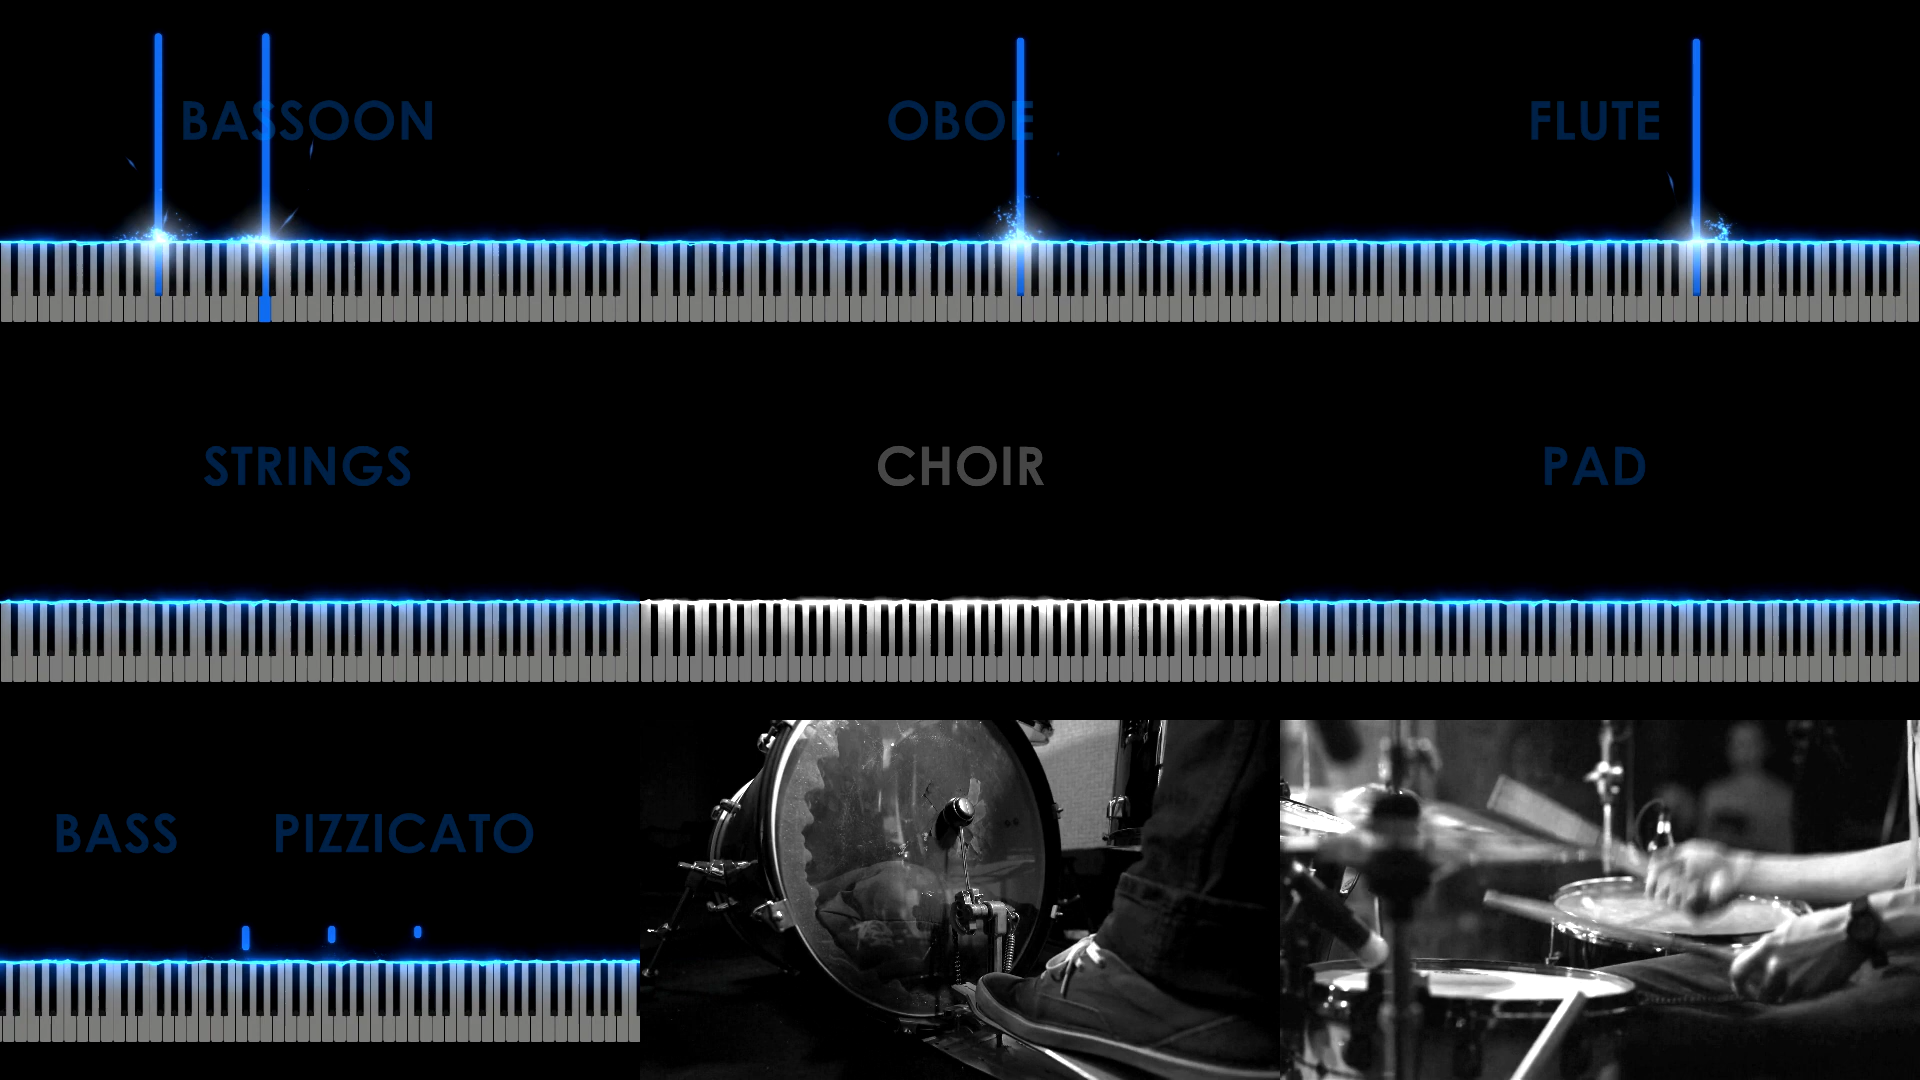 BASSOON
OBOE
FLUTE
STRINGS
CHOIR
PAD
BASS
PIZZICATO